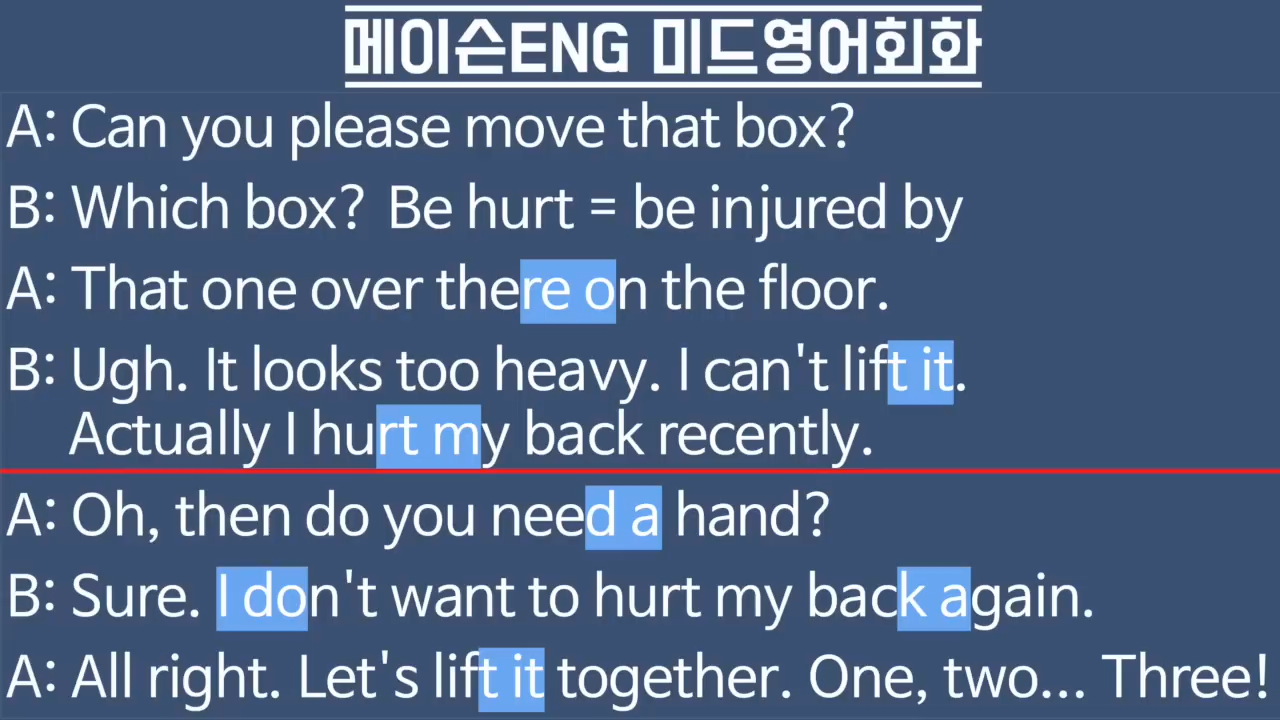 메이슨ENG 미드영어회화
A: Can you please move that box?
B: Which box? Be hurt = be injured by
A: That one over there on the floor.
B: Ugh. It looks too heavy. I can't lift it.
Actually I hurt my back recently.
A: Oh, then do you need a hand?
B: Sure. I don't want to hurt my back again.
A: All right. Let's lift it together. One, two... Three!